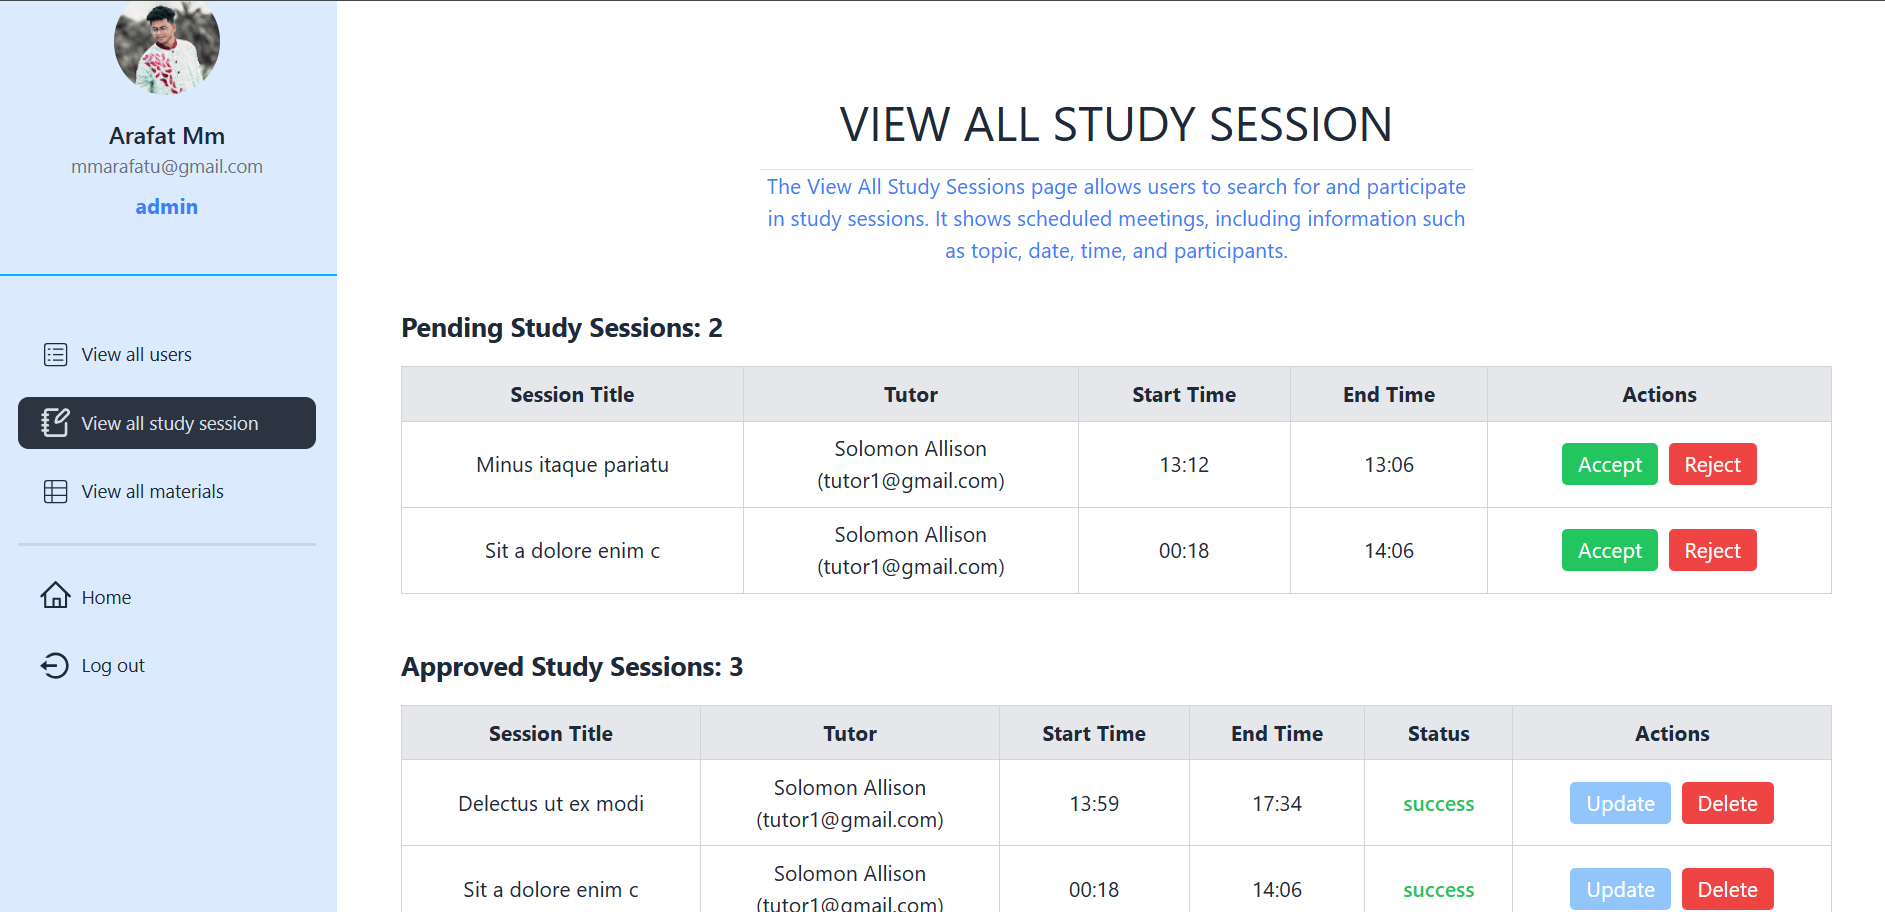 Arafat Mm
mmarafatu@gmail.com
admin
View all users
View all study session
View all materials
Home
Log out
VIEW ALL STUDY SESSION
The View All Study Sessions page allows users to search for and participate
in study sessions. It shows scheduled meetings, including information such
as topic, date, time, and participants.
Pending Study Sessions: 2
Session Title Tutor Start Time End Time Actions
Minus itaque pariatu Solomon Allison (tutor1@gmail.com) 13:12 13:06 Accept Reject
Sit a dolore enim c Solomon Allison (tutor1@gmail.com) 00:18 14:06 Accept Reject
Approved Study Sessions: 3
Session Title Tutor Start Time End Time Status Actions
Delectus ut ex modi Solomon Allison (tutor1@gmail.com) 13:59 17:34 success Update Delete
Sit a dolore enim c Solomon Allison (tutor1@gmail.com) 00:18 14:06 success Update Delete